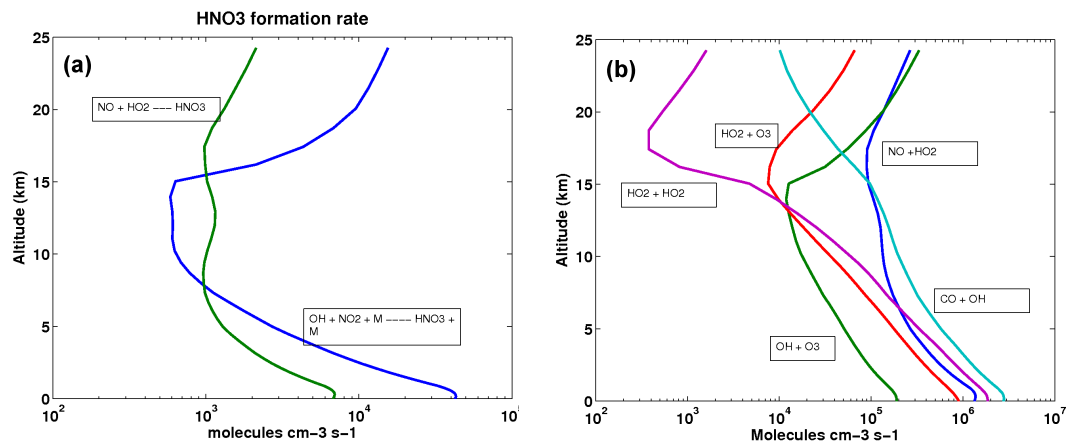 HNO3 formation rate
(a)
25
20
15
10
5
0
Altitude (km)
NO + HO2 --- HNO3
OH + NO2 + M ---- HNO3 +
M
10^2
10^3
10^4
10
molecules cm-3 s-1
(b)
25
20
15
10
5
0
Altitude (km)
HO2 + O3
NO +HO2
HO2 + HO2
CO + OH
OH + O3
10^2
10^3
10^4
10^5
10^6
10^7
Molecules cm-3 s-1